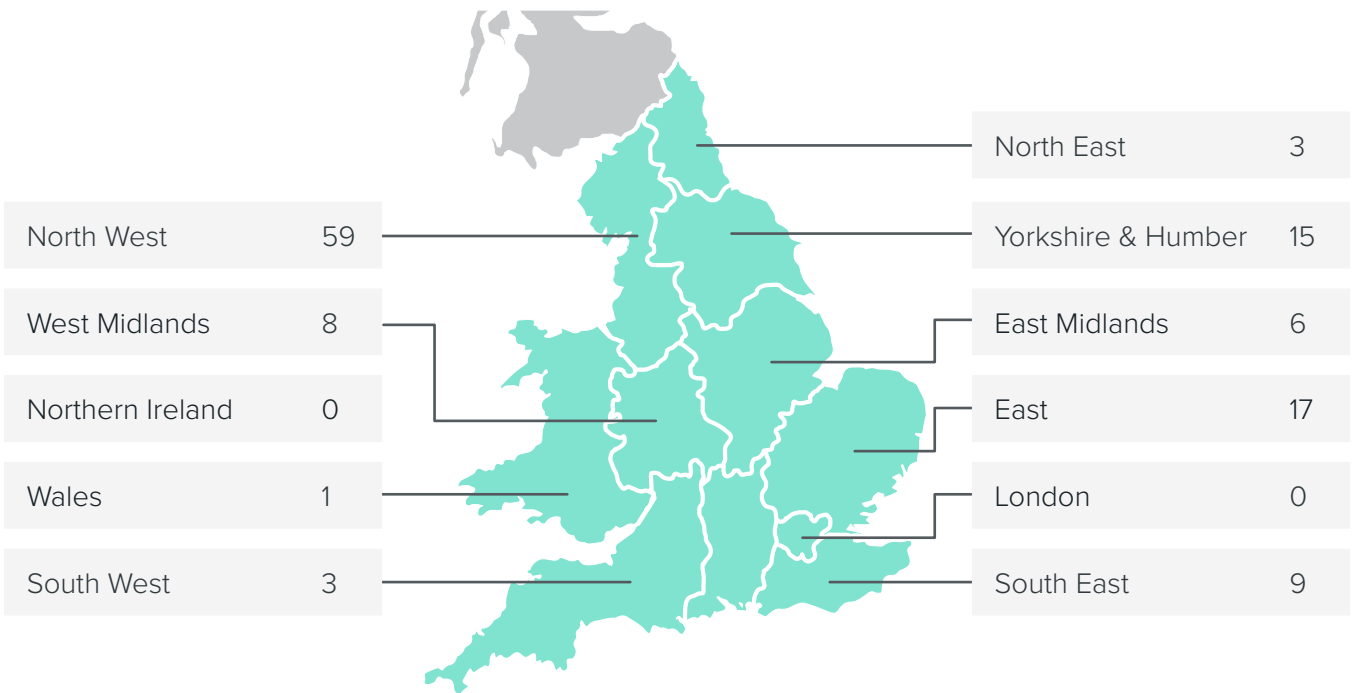 North West 59
West Midlands 8
Northern Ireland 0
Wales 1
South West 3
North East 3
Yorkshire & Humber 15
East Midlands 6
East 17
London 0
South East 9